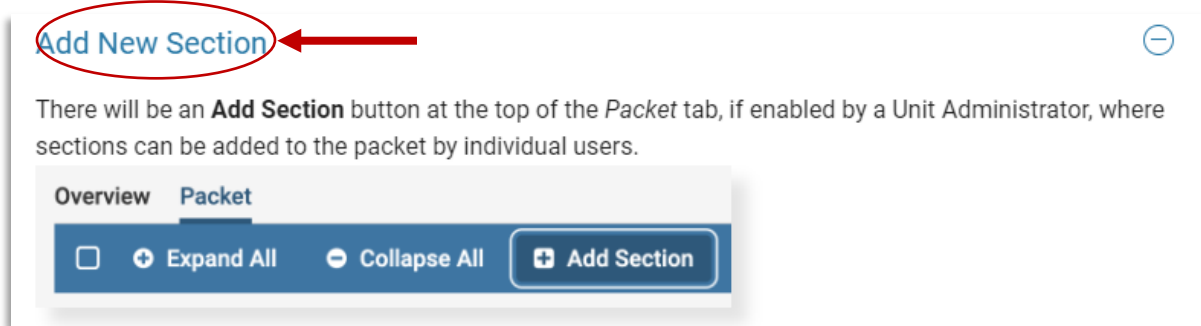 Add New Section
There will be an Add Section button at the top of the Packet tab, if enabled by a Unit Administrator, where
sections can be added to the packet by individual users.
Overview Packet
Expand All Collapse All Add Section